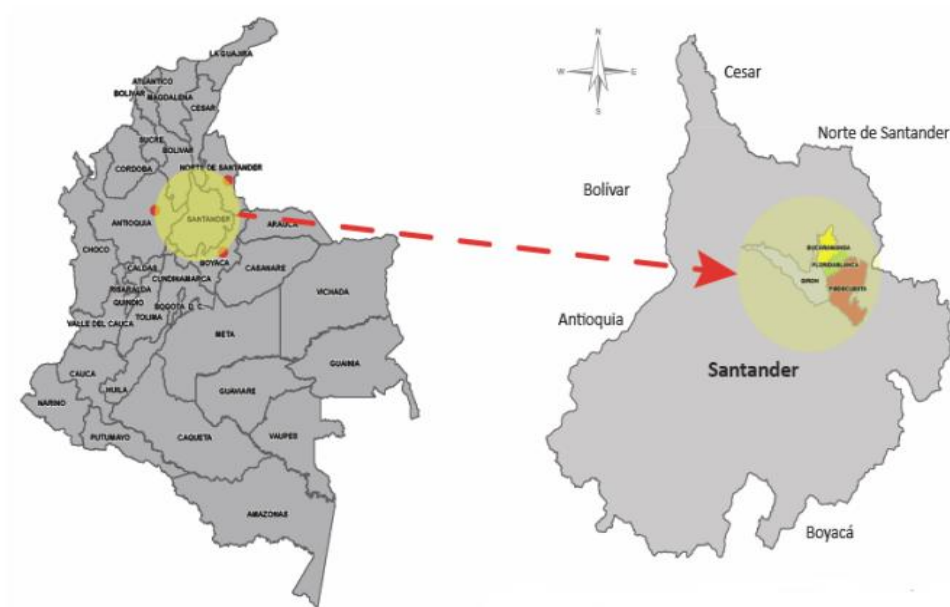 LA GUAJIRA
ATLANTICO
BOLIVAR
MAGDALENA
CESAR
SUCRE
BOLIVAR
CORDOBA
NORTE DE SANTANDER
ANTIOQUIA
SANTANDER
ARAUCA
CHOCO
BOYACA
CALDAS
CUNDINAMARCA
CASANARE
RISARALDA
QUINDIO
BOGOTA D. C.
VICHADA
TOLIMA
VALLE DEL CAUCA
META
GUAINIA
CAUCA
HUILA
GUAVIARE
NARINO
PUTUMAYO
CAQUETA
VAUPES
AMAZONAS
N
W
E
S
Cesar
Norte de Santander
Bolívar
BUCARAMANGA
FLORIDABLANCA
GIRON
PIEDECUESTA
Antioquia
Santander
Boyacá